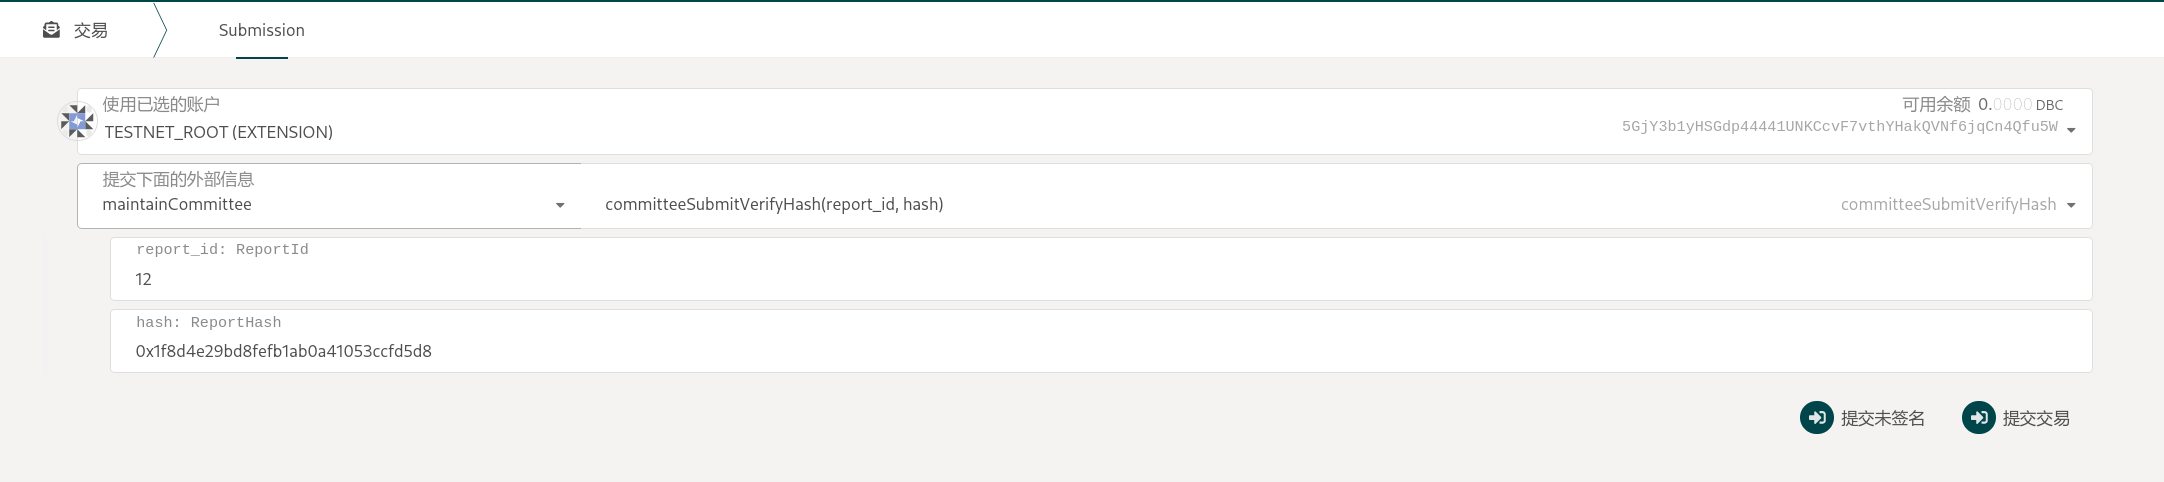 交易
Submission
使用已选的账户
可用余额 0.0000 DBC
TESTNET_ROOT (EXTENSION)
5GjY3b1yHSGdp44441UNKCcvF7vthYHakQVNf6jqCn4Qfu5W
提交下面的外部信息
maintainCommittee
committeeSubmitVerifyHash(report_id, hash)
committeeSubmitVerifyHash
report_id: ReportId
12
hash: ReportHash
0x1f8d4e29bd8fefb1ab0a41053ccfd5d8
提交未签名
提交交易